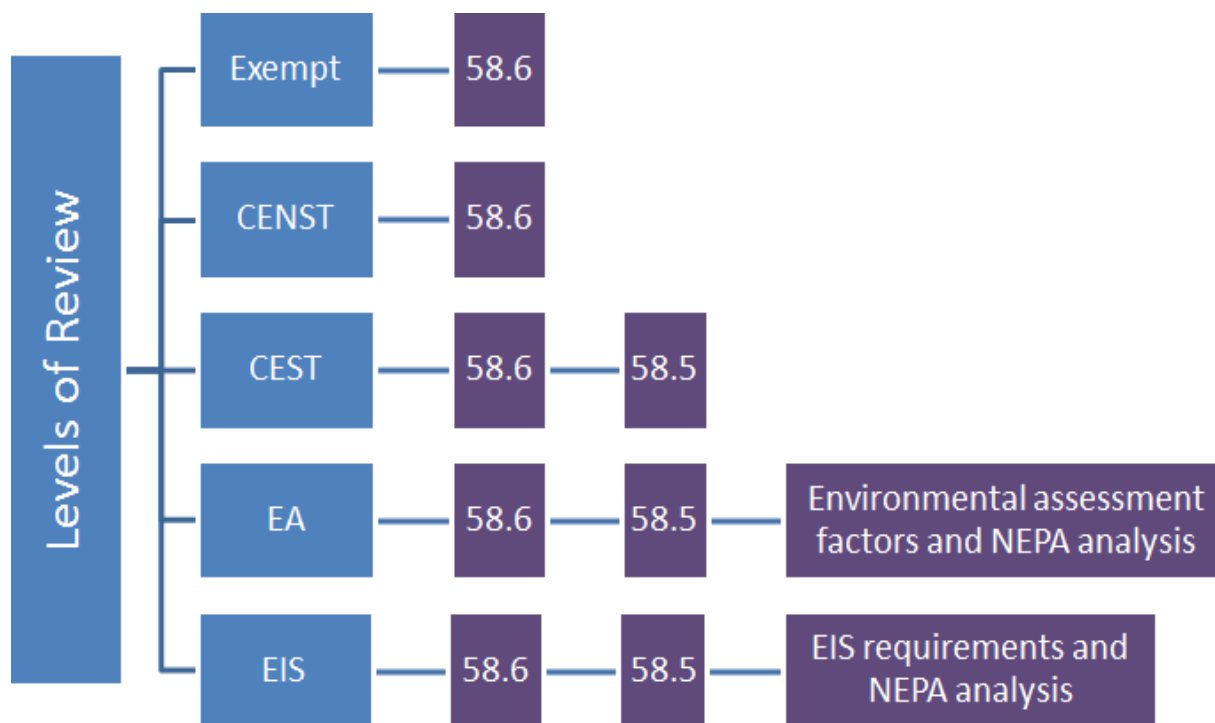 Levels of Review
Exempt
58.6
CENST
58.6
CEST
58.6
58.5
EA
58.6
58.5
Environmental assessment
factors and NEPA analysis
EIS
58.6
58.5
EIS requirements and
NEPA analysis